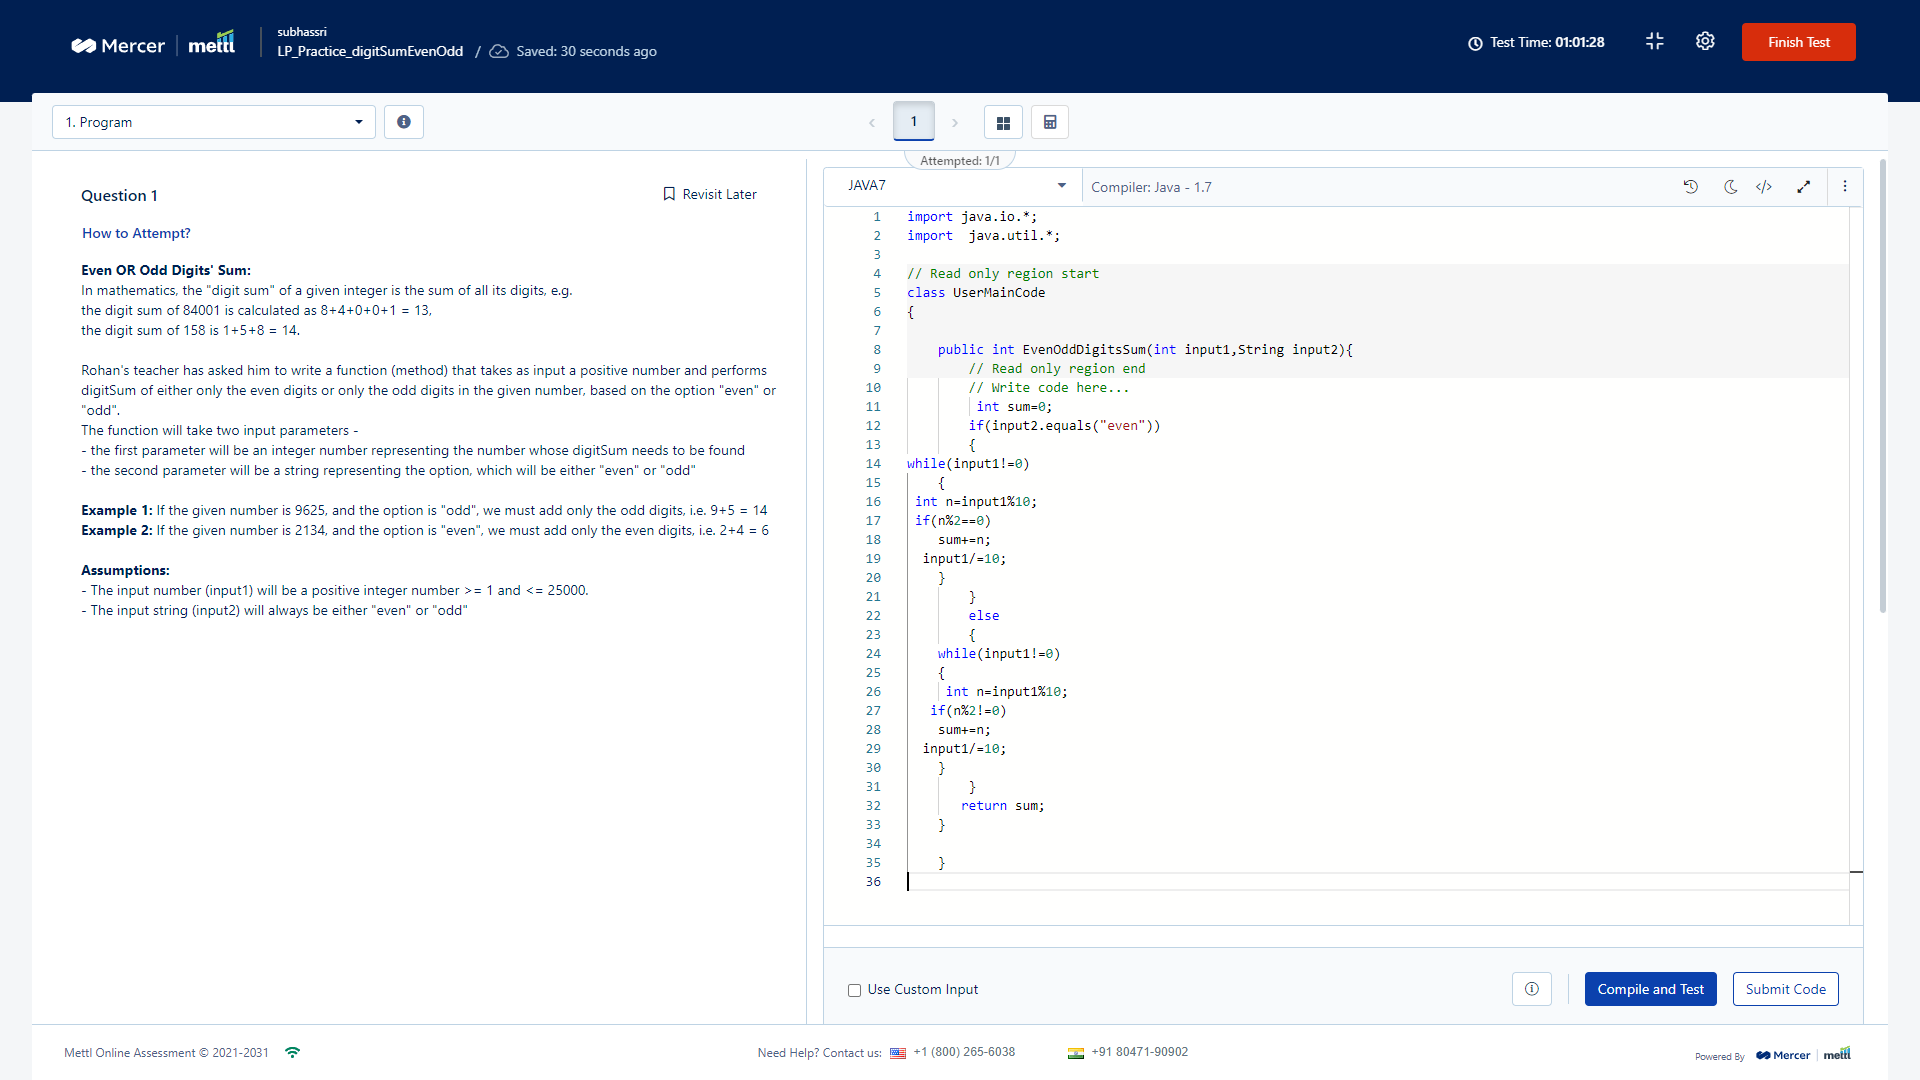 Mercer mettl
subhassri
LP_Practice_digitSumEvenOdd / Saved: 30 seconds ago
Test Time: 01:01:28
Finish Test
1. Program
1
Attempted: 1/1
Question 1
Revisit Later
How to Attempt?
Even OR Odd Digits' Sum:
In mathematics, the "digit sum" of a given integer is the sum of all its digits, e.g.
the digit sum of 84001 is calculated as 8+4+0+0+1 = 13,
the digit sum of 158 is 1+5+8 = 14.
Rohan's teacher has asked him to write a function (method) that takes as input a positive number and performs
digitSum of either only the even digits or only the odd digits in the given number, based on the option "even" or
"odd".
The function will take two input parameters -
- the first parameter will be an integer number representing the number whose digitSum needs to be found
- the second parameter will be a string representing the option, which will be either "even" or "odd"
Example 1: If the given number is 9625, and the option is "odd", we must add only the odd digits, i.e. 9+5 = 14
Example 2: If the given number is 2134, and the option is "even", we must add only the even digits, i.e. 2+4 = 6
Assumptions:
- The input number (input1) will be a positive integer number >= 1 and <= 25000.
- The input string (input2) will always be either "even" or "odd"
JAVA7
Compiler: Java - 1.7
1 import java.io.*;
2 import  java.util.*;
3
4 // Read only region start
5 class UserMainCode
6 {
7
8 public int EvenOddDigitsSum(int input1,String input2){
9 // Read only region end
10 // Write code here...
11 int sum=0;
12 if(input2.equals("even"))
13 {
14 while(input1!=0)
15 {
16 int n=input1%10;
17 if(n%2==0)
18 sum+=n;
19 input1/=10;
20 }
21 }
22 else
23 {
24 while(input1!=0)
25 {
26 int n=input1%10;
27 if(n%2!=0)
28 sum+=n;
29 input1/=10;
30 }
31 }
32 return sum;
33 }
34
35 }
36
Use Custom Input
Compile and Test
Submit Code
Mettl Online Assessment © 2021-2031
Need Help? Contact us: +1 (800) 265-6038
+91 80471-90902
Powered By Mercer mettl